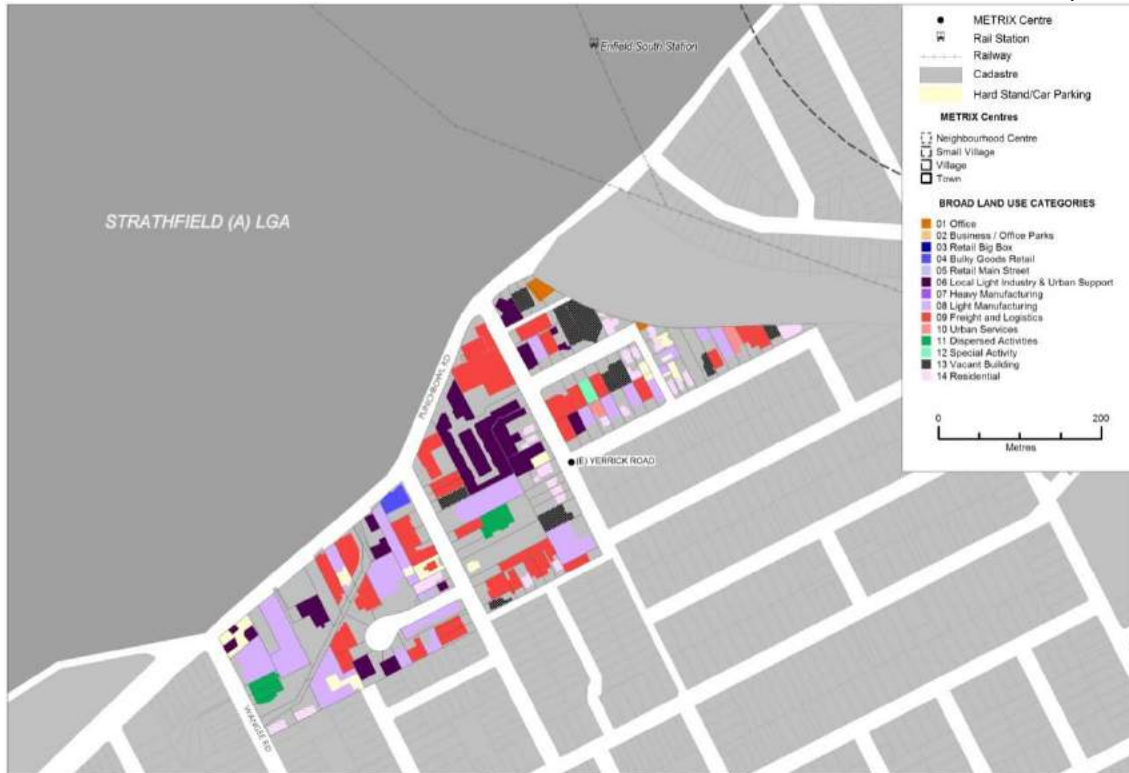 Enfield South Station
STRATHFIELD (A) LGA
PUNCHBOWL RD
(E) YERRICK ROAD
WANGEE RD
METRIX Centre
Rail Station
Railway
Cadastre
Hard Stand/Car Parking
METRIX Centres
Neighbourhood Centre
Small Village
Village
Town
BROAD LAND USE CATEGORIES
01 Office
02 Business / Office Parks
03 Retail Big Box
04 Bulky Goods Retail
05 Retail Main Street
06 Local Light Industry & Urban Support
07 Heavy Manufacturing
08 Light Manufacturing
09 Freight and Logistics
10 Urban Services
11 Dispersed Activities
12 Special Activity
13 Vacant Building
14 Residential
0 200
Metres